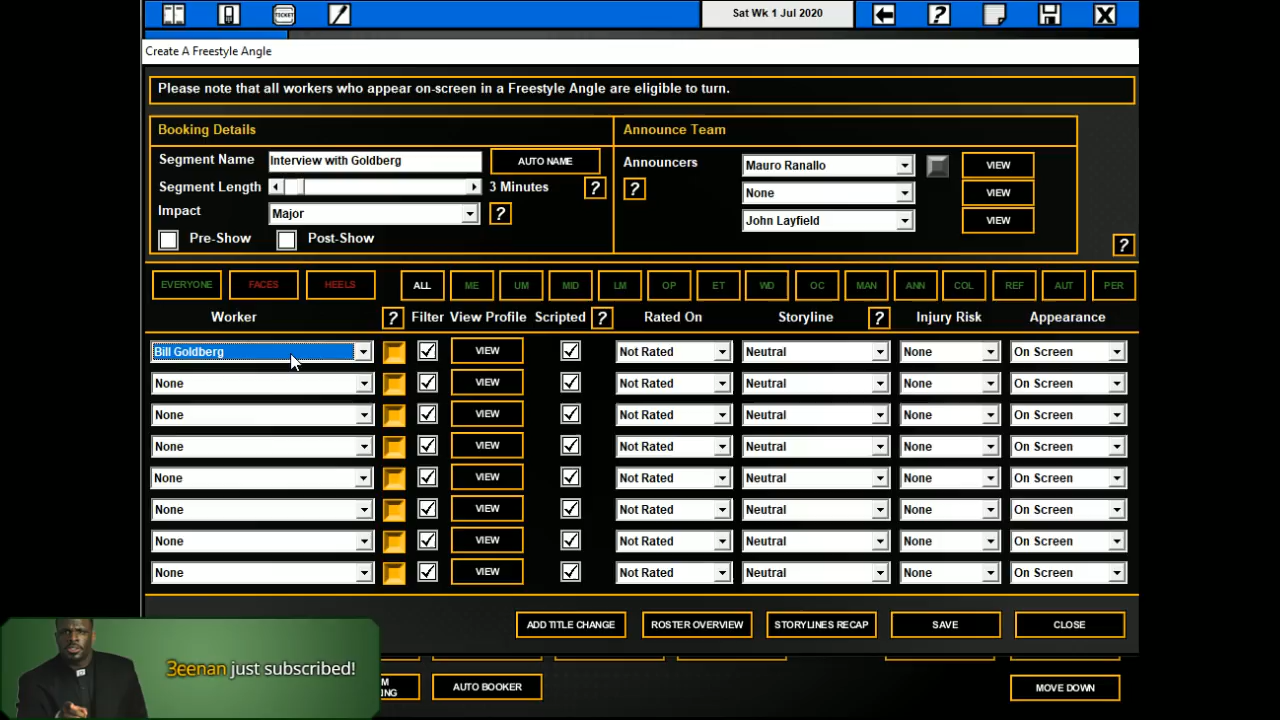 TICKET
Sat Wk 1 Jul 2020
?
X
Create A Freestyle Angle
Please note that all workers who appear on-screen in a Freestyle Angle are eligible to turn.
Booking Details
Announce Team
Segment Name Interview with Goldberg AUTO NAME
Announcers Mauro Ranallo VIEW
Segment Length 3 Minutes ?
? None VIEW
Impact Major ?
John Layfield VIEW
Pre-Show Post-Show
?
EVERYONE FACES HEELS ALL ME UM MID LM OP ET WD OC MAN ANN COL REF AUT PER
Worker ? Filter View Profile Scripted ? Rated On Storyline ? Injury Risk Appearance
Bill Goldberg VIEW Not Rated Neutral None On Screen
None VIEW Not Rated Neutral None On Screen
None VIEW Not Rated Neutral None On Screen
None VIEW Not Rated Neutral None On Screen
None VIEW Not Rated Neutral None On Screen
None VIEW Not Rated Neutral None On Screen
None VIEW Not Rated Neutral None On Screen
None VIEW Not Rated Neutral None On Screen
ADD TITLE CHANGE ROSTER OVERVIEW STORYLINES RECAP SAVE CLOSE
3eenan just subscribed!
M
NG
AUTO BOOKER
MOVE DOWN